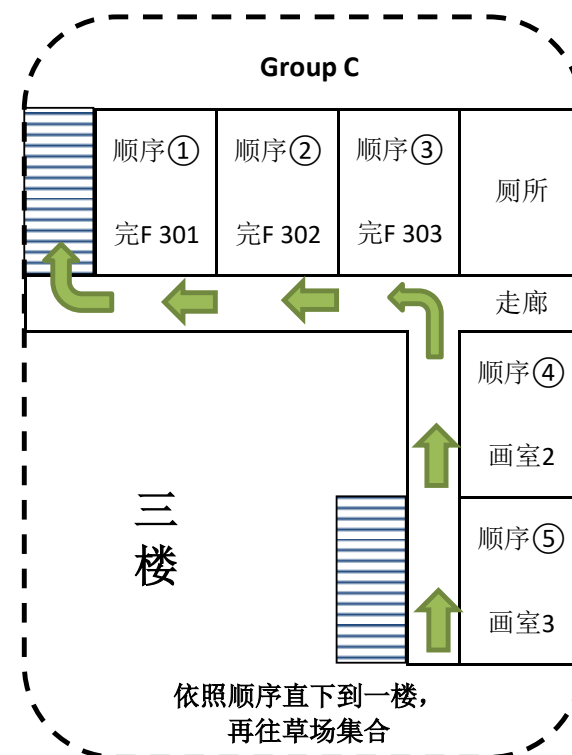 Group C
顺序①
完F 301
顺序②
完F 302
顺序③
完F 303
厕所
走廊
顺序④
画室2
顺序⑤
画室3
三
楼
依照顺序直下到一楼，
再往草场集合